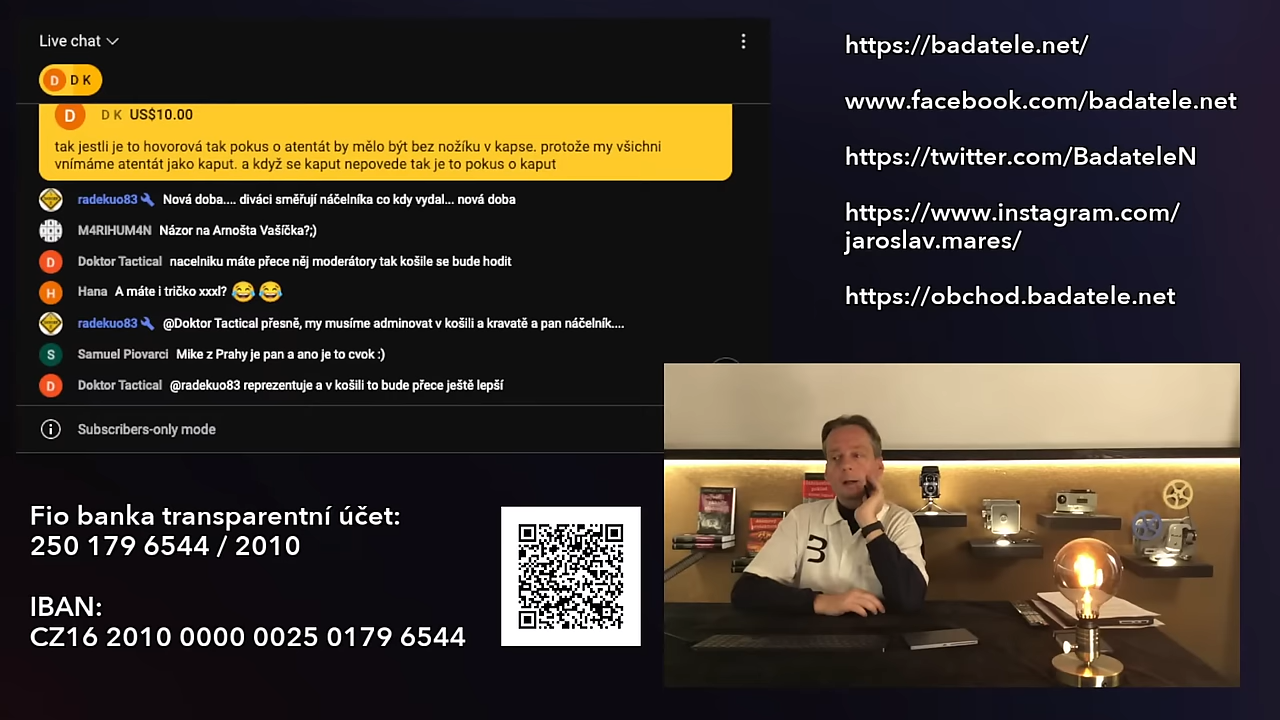 Live chat
D D K
D D K US$10.00
tak jestli je to hovorová tak pokus o atentát by mělo být bez nožíku v kapse. protože my všichni
vnímáme atentát jako kaput. a když se kaput nepovede tak je to pokus o kaput
radekuo83 Nová doba.... diváci směřují náčelníka co kdy vydal... nová doba
M4RIHUM4N Názor na Arnošta Vašíčka?;)
D Doktor Tactical nacelniku máte přece něj moderátory tak košile se bude hodit
H Hana A máte i tričko xxxl? 😂😂
radekuo83 @Doktor Tactical přesně, my musíme adminovat v košili a kravatě a pan náčelník....
S Samuel Piovarci Mike z Prahy je pan a ano je to cvok :)
D Doktor Tactical @radekuo83 reprezentuje a v košili to bude přece ještě lepší
Subscribers-only mode
https://badatele.net/
www.facebook.com/badatele.net
https://twitter.com/BadateleN
https://www.instagram.com/
jaroslav.mares/
https://obchod.badatele.net
Fio banka transparentní účet:
250 179 6544 / 2010
IBAN:
CZ16 2010 0000 0025 0179 6544